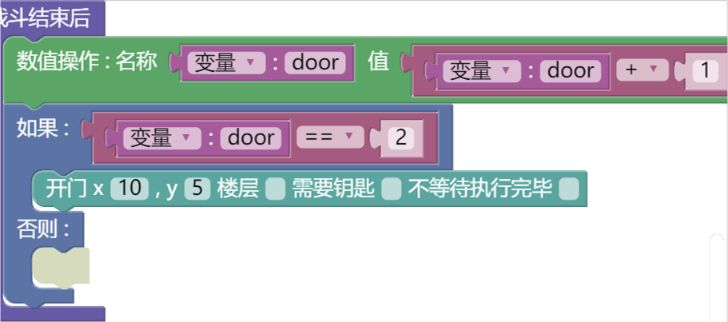 战斗结束后
数值操作 : 名称 变量 : door 值 变量 : door + 1
如果 : 变量 : door == 2
开门 x 10 , y 5 楼层 需要钥匙 不等待执行完毕
否则 :